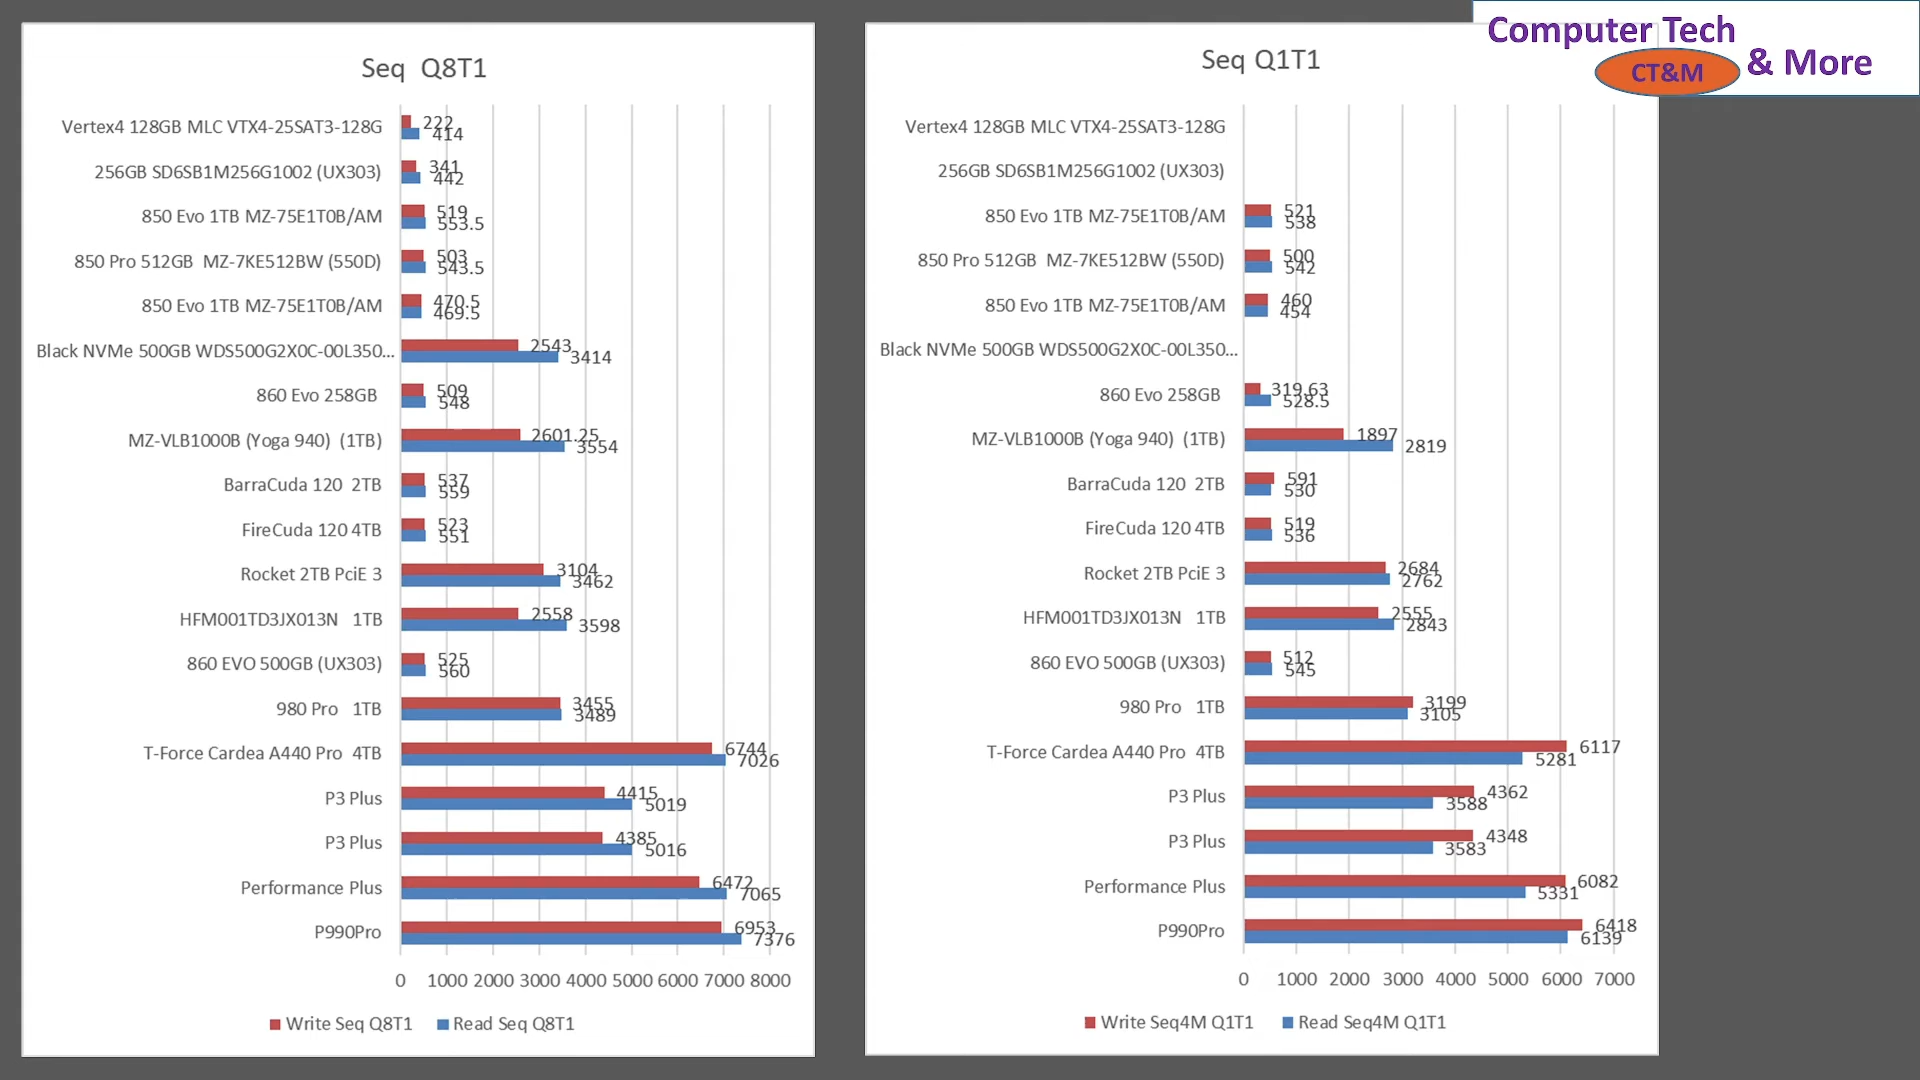 Computer Tech
CT&M
& More
Seq Q8T1
Vertex4 128GB MLC VTX4-25SAT3-128G 222 414
256GB SD6SB1M256G1002 (UX303) 341 442
850 Evo 1TB MZ-75E1T0B/AM 519 553.5
850 Pro 512GB MZ-7KE512BW (550D) 503 543.5
850 Evo 1TB MZ-75E1T0B/AM 470.5 469.5
Black NVMe 500GB WDS500G2X0C-00L350... 2543 3414
860 Evo 258GB 509 548
MZ-VLB1000B (Yoga 940) (1TB) 2601.25 3554
BarraCuda 120 2TB 537 559
FireCuda 120 4TB 523 551
Rocket 2TB PciE 3 3104 3462
HFM001TD3JX013N 1TB 2558 3598
860 EVO 500GB (UX303) 525 560
980 Pro 1TB 3455 3489
T-Force Cardea A440 Pro 4TB 6744 7026
P3 Plus 4415 5019
P3 Plus 4385 5016
Performance Plus 6472 7065
P990Pro 6953 7376
0 1000 2000 3000 4000 5000 6000 7000 8000
Write Seq Q8T1 Read Seq Q8T1
Seq Q1T1
Vertex4 128GB MLC VTX4-25SAT3-128G
256GB SD6SB1M256G1002 (UX303)
850 Evo 1TB MZ-75E1T0B/AM 521 538
850 Pro 512GB MZ-7KE512BW (550D) 500 542
850 Evo 1TB MZ-75E1T0B/AM 460 454
Black NVMe 500GB WDS500G2X0C-00L350...
860 Evo 258GB 319.63 528.5
MZ-VLB1000B (Yoga 940) (1TB) 1897 2819
BarraCuda 120 2TB 591 530
FireCuda 120 4TB 519 536
Rocket 2TB PciE 3 2684 2762
HFM001TD3JX013N 1TB 2555 2843
860 EVO 500GB (UX303) 512 545
980 Pro 1TB 3199 3105
T-Force Cardea A440 Pro 4TB 6117 5281
P3 Plus 4362 3588
P3 Plus 4348 3583
Performance Plus 6082 5331
P990Pro 6418 6139
0 1000 2000 3000 4000 5000 6000 7000
Write Seq4M Q1T1 Read Seq4M Q1T1